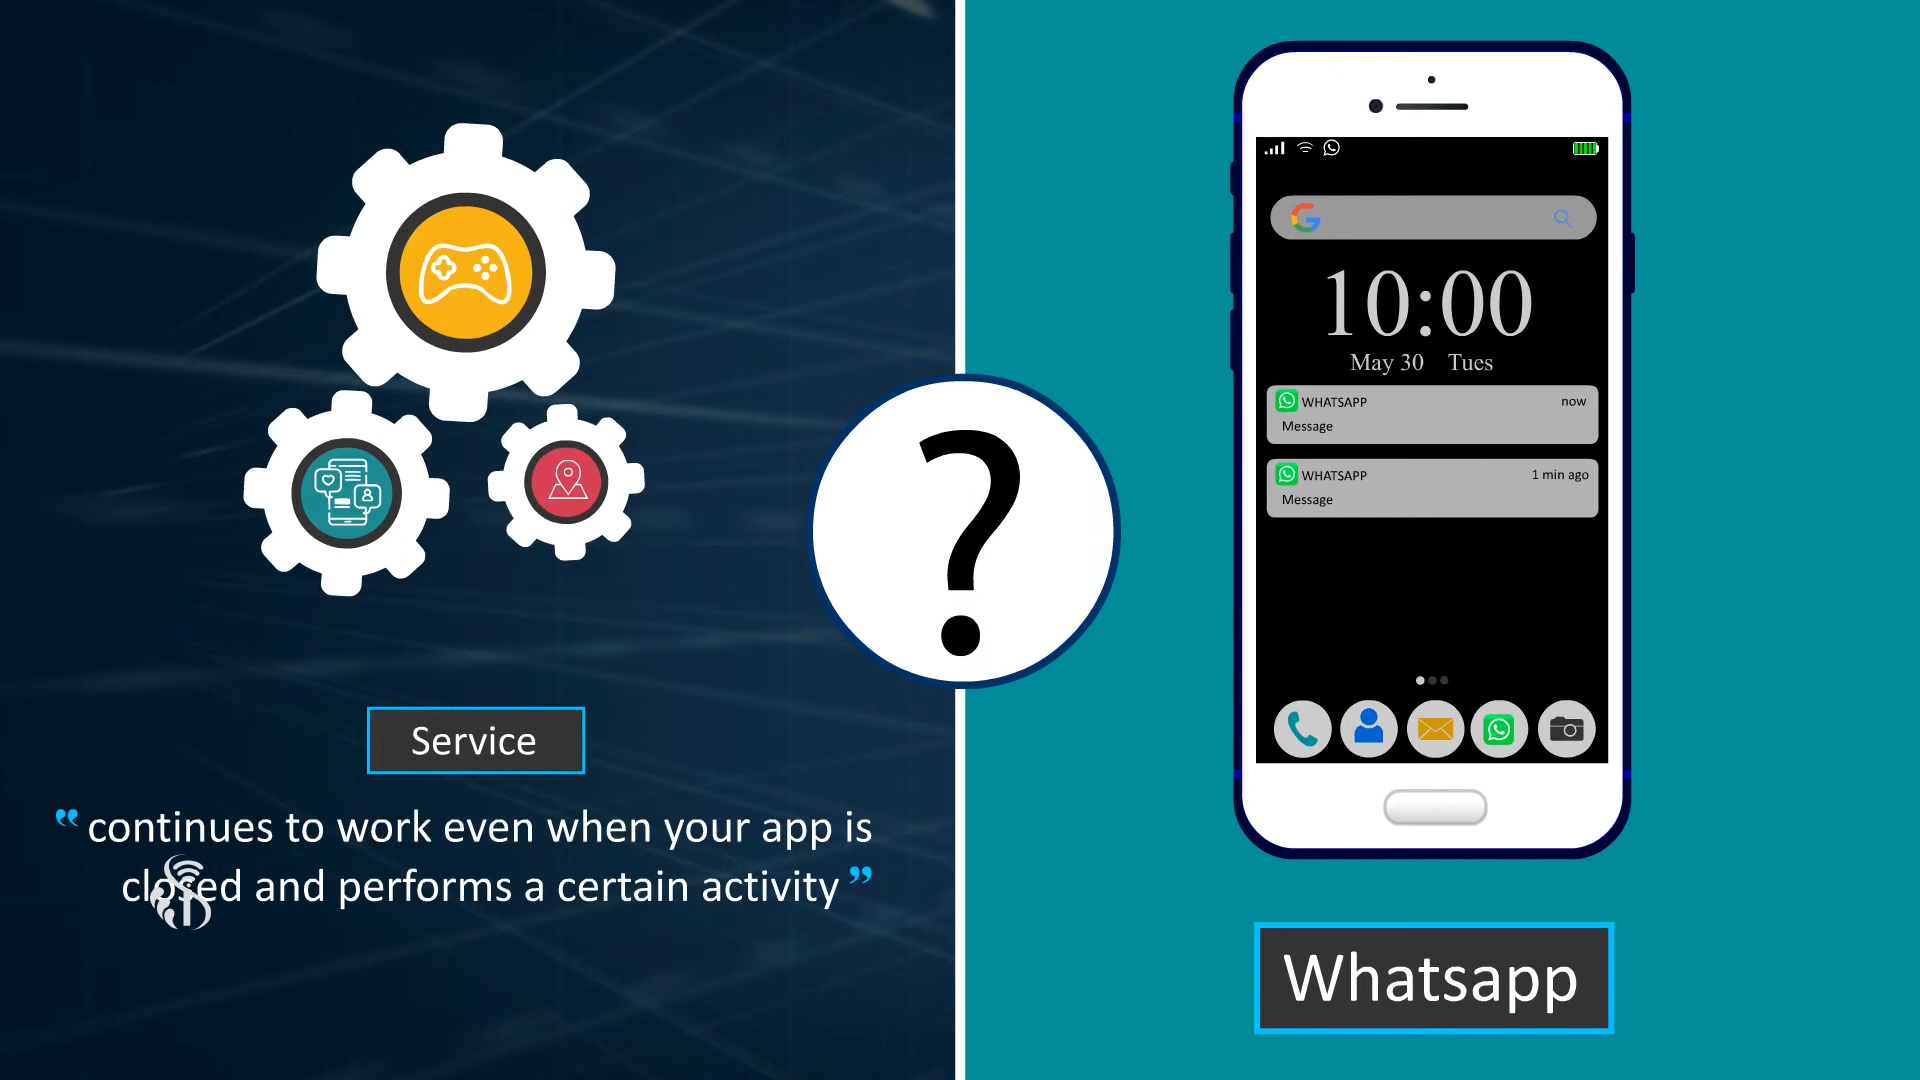 Service
” continues to work even when your app is
closed and performs a certain activity ”
?
10:00
May 30 Tues
WHATSAPP now
Message
WHATSAPP 1 min ago
Message
Whatsapp